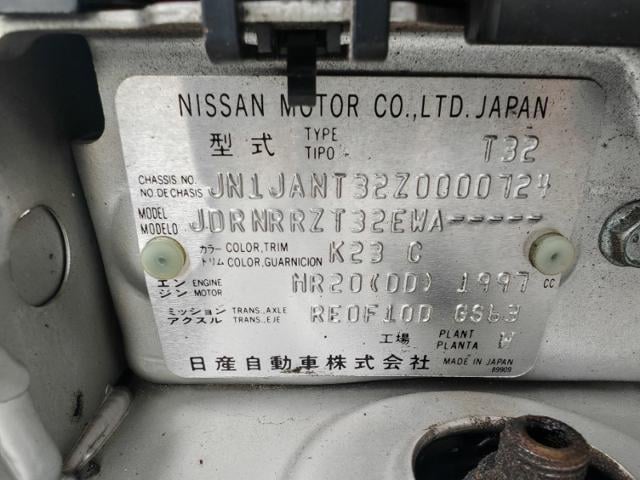 NISSAN MOTOR CO.,LTD. JAPAN
型式 TYPE TIPO T32
CHASSIS NO. NO. DE CHASIS JN1JANT32Z0000724
MODEL MODELO JDRNRRZT32EWA-----
カラー COLOR,TRIM トリム COLOR,GUARNICION K23 C
エンジン ENGINE MOTOR MR20(DD) 1997 CC
ミッション アクスル TRANS.,AXLE TRANS.,EJE RE0F10D GS6.3
工場 PLANT PLANTA W
日産自動車株式会社 MADE IN JAPAN
89909